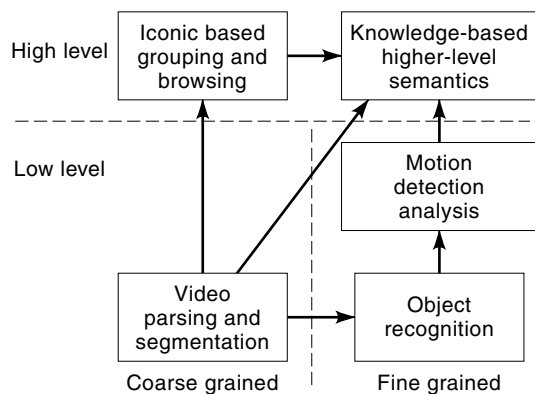 High level
Iconic based
grouping and
browsing
Knowledge-based
higher-level
semantics
Low level
Motion
detection
analysis
Video
parsing and
segmentation
Object
recognition
Coarse grained
Fine grained